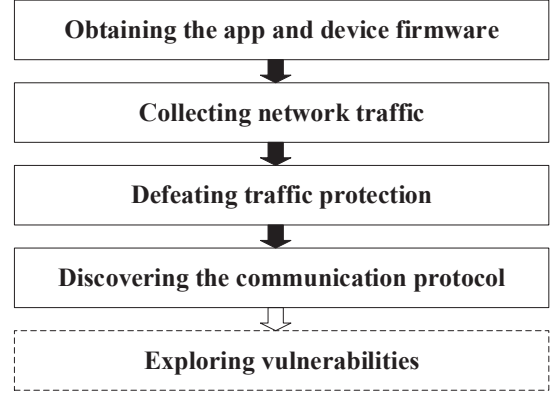 Obtaining the app and device firmware
Collecting network traffic
Defeating traffic protection
Discovering the communication protocol
Exploring vulnerabilities